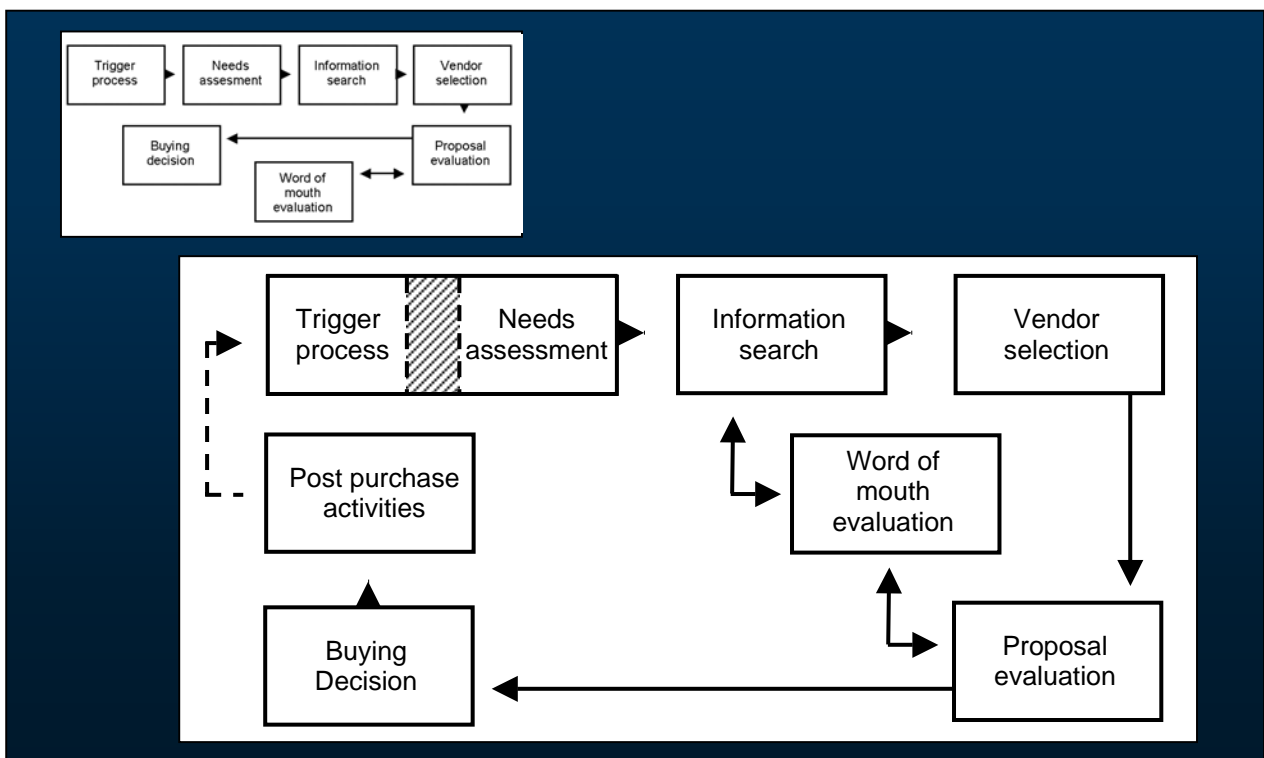 Trigger
process
Needs
assesment
Information
search
Vendor
selection
Buying
decision
Proposal
evaluation
Word of
mouth
evaluation
Trigger
process
Needs
assessment
Information
search
Vendor
selection
Post purchase
activities
Word of
mouth
evaluation
Buying
Decision
Proposal
evaluation